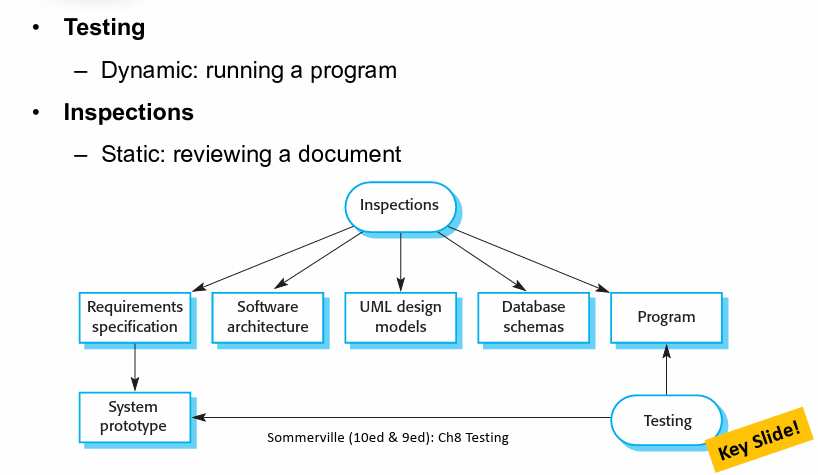 • Testing
– Dynamic: running a program
• Inspections
– Static: reviewing a document
Inspections
Requirements
specification
Software
architecture
UML design
models
Database
schemas
Program
System
prototype
Testing
Sommerville (10ed & 9ed): Ch8 Testing
Key Slide!